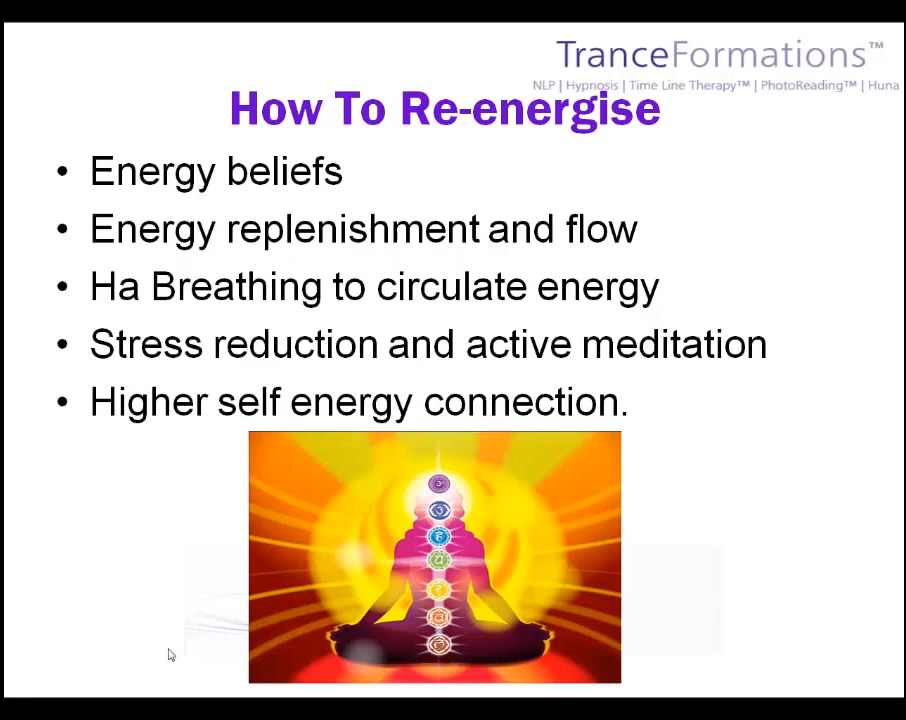 TranceFormations™
NLP | Hypnosis | Time Line Therapy™ | PhotoReading™ | Huna
How To Re-energise
• Energy beliefs
• Energy replenishment and flow
• Ha Breathing to circulate energy
• Stress reduction and active meditation
• Higher self energy connection.